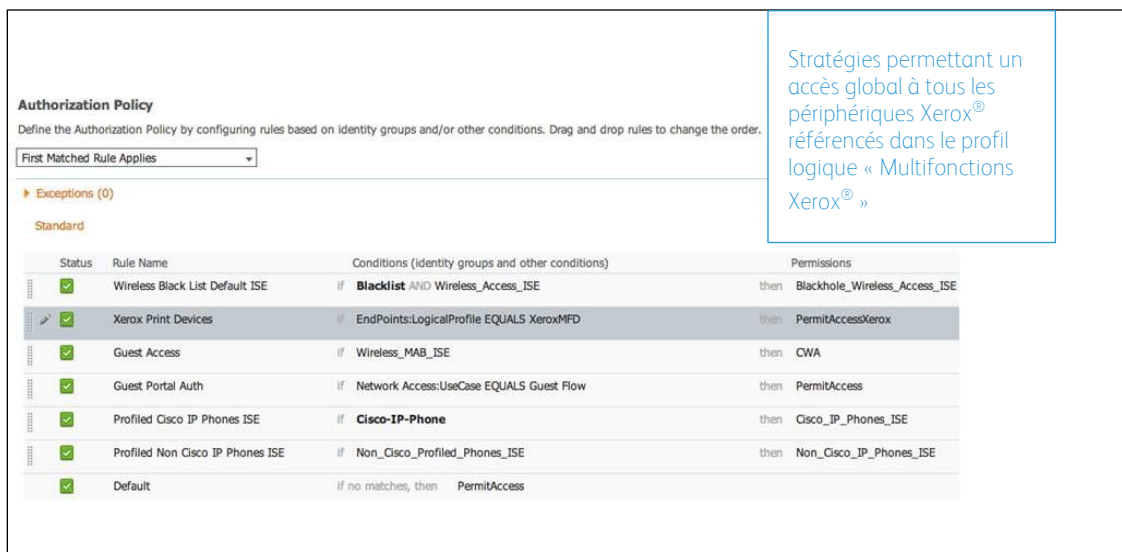 Stratégies permettant un
accès global à tous les
périphériques Xerox®
référencés dans le profil
logique « Multifonctions
Xerox® »
Authorization Policy
Define the Authorization Policy by configuring rules based on identity groups and/or other conditions. Drag and drop rules to change the order.
First Matched Rule Applies
Exceptions (0)
Standard
Status Rule Name Conditions (identity groups and other conditions) Permissions
Wireless Black List Default ISE if Blacklist AND Wireless_Access_ISE then Blackhole_Wireless_Access_ISE
Xerox Print Devices if EndPoints:LogicalProfile EQUALS XeroxMFD then PermitAccessXerox
Guest Access if Wireless_MAB_ISE then CWA
Guest Portal Auth if Network Access:UseCase EQUALS Guest Flow then PermitAccess
Profiled Cisco IP Phones ISE if Cisco-IP-Phone then Cisco_IP_Phones_ISE
Profiled Non Cisco IP Phones ISE if Non_Cisco_Profiled_Phones_ISE then Non_Cisco_IP_Phones_ISE
Default if no matches, then PermitAccess